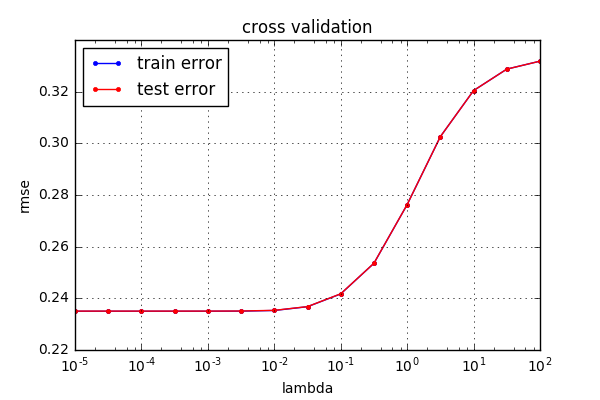 cross validation
train error
test error
0.32
0.30
0.28
0.26
0.24
0.22
rmse
10^-5 10^-4 10^-3 10^-2 10^-1 10^0 10^1 10^2
lambda